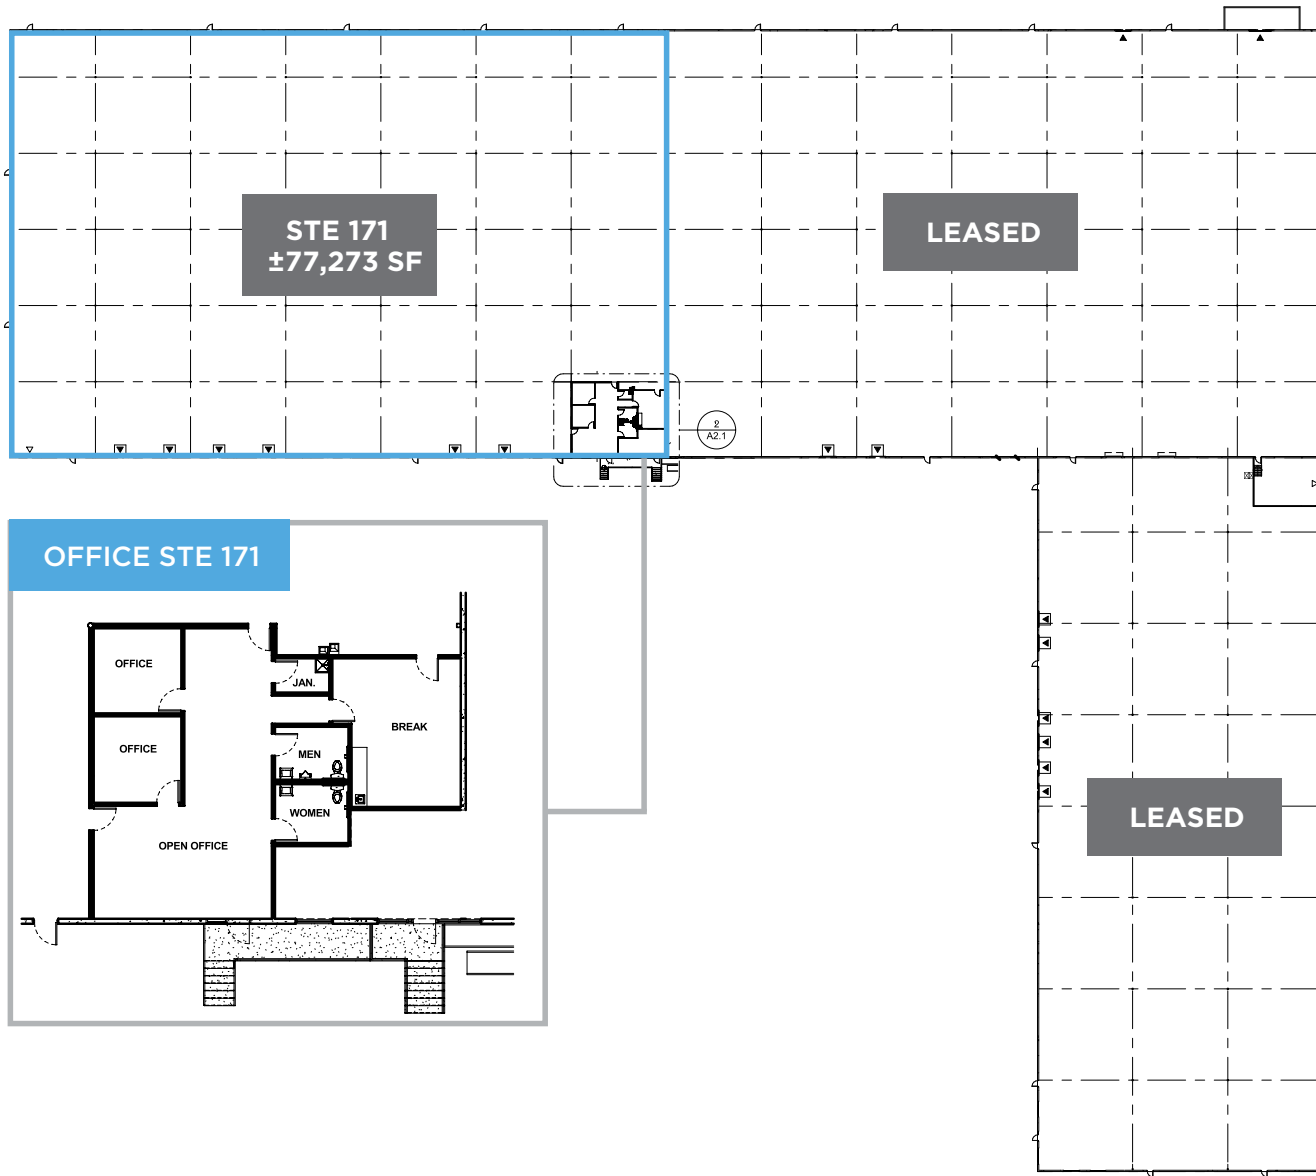 STE 171
±77,273 SF
LEASED
2
A2.1
OFFICE STE 171
OFFICE
JAN.
BREAK
OFFICE
MEN
WOMEN
OPEN OFFICE
LEASED